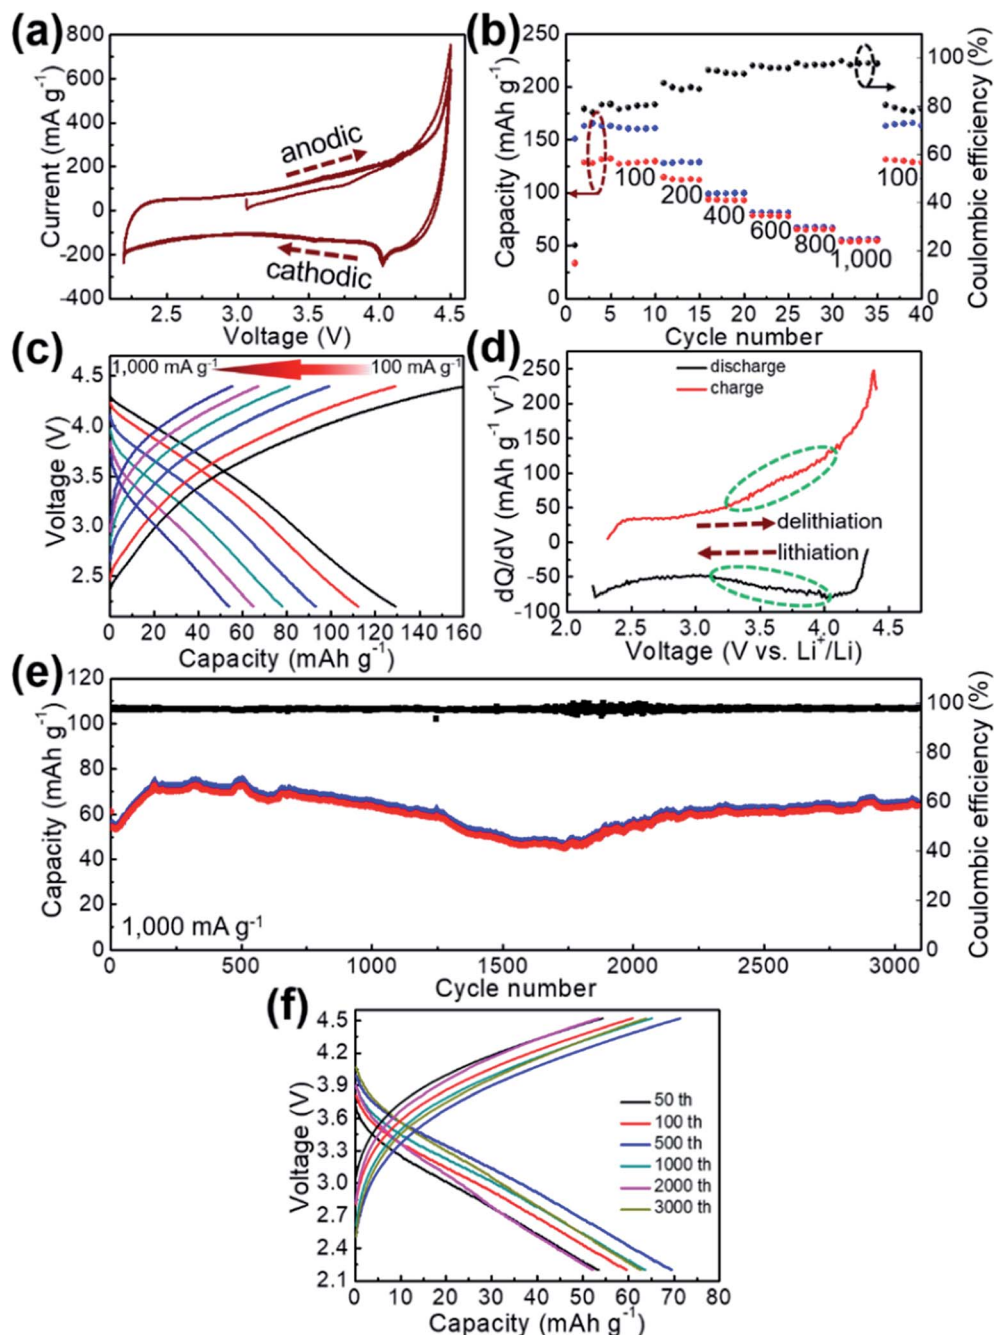 (a)
800
600
400
200
0
-200
-400
Current (mA g⁻¹)
anodic
cathodic
2.5 3.0 3.5 4.0 4.5
Voltage (V)
(b)
250
225
200
175
150
125
100
75
50
25
0
Capacity (mAh g⁻¹)
100
200
400
600
800
1,000
100
100
80
60
40
20
0
Coulombic efficiency (%)
0 5 10 15 20 25 30 35 40
Cycle number
(c)
1,000 mA g⁻¹ 100 mA g⁻¹
4.5
4.0
3.5
3.0
2.5
Voltage (V)
0 20 40 60 80 100 120 140 160
Capacity (mAh g⁻¹)
(d)
250
200
150
100
50
0
-50
-100
dQ/dV (mAh g⁻¹ V⁻¹)
discharge
charge
delithiation
lithiation
2.0 2.5 3.0 3.5 4.0 4.5
Voltage (V vs. Li⁺/Li)
(e)
120
100
80
60
40
20
0
Capacity (mAh g⁻¹)
1,000 mA g⁻¹
100
80
60
40
20
0
Coulombic efficiency (%)
0 500 1000 1500 2000 2500 3000
Cycle number
(f)
4.5
4.2
3.9
3.6
3.3
3.0
2.7
2.4
2.1
Voltage (V)
50 th
100 th
500 th
1000 th
2000 th
3000 th
0 10 20 30 40 50 60 70 80
Capacity (mAh g⁻¹)